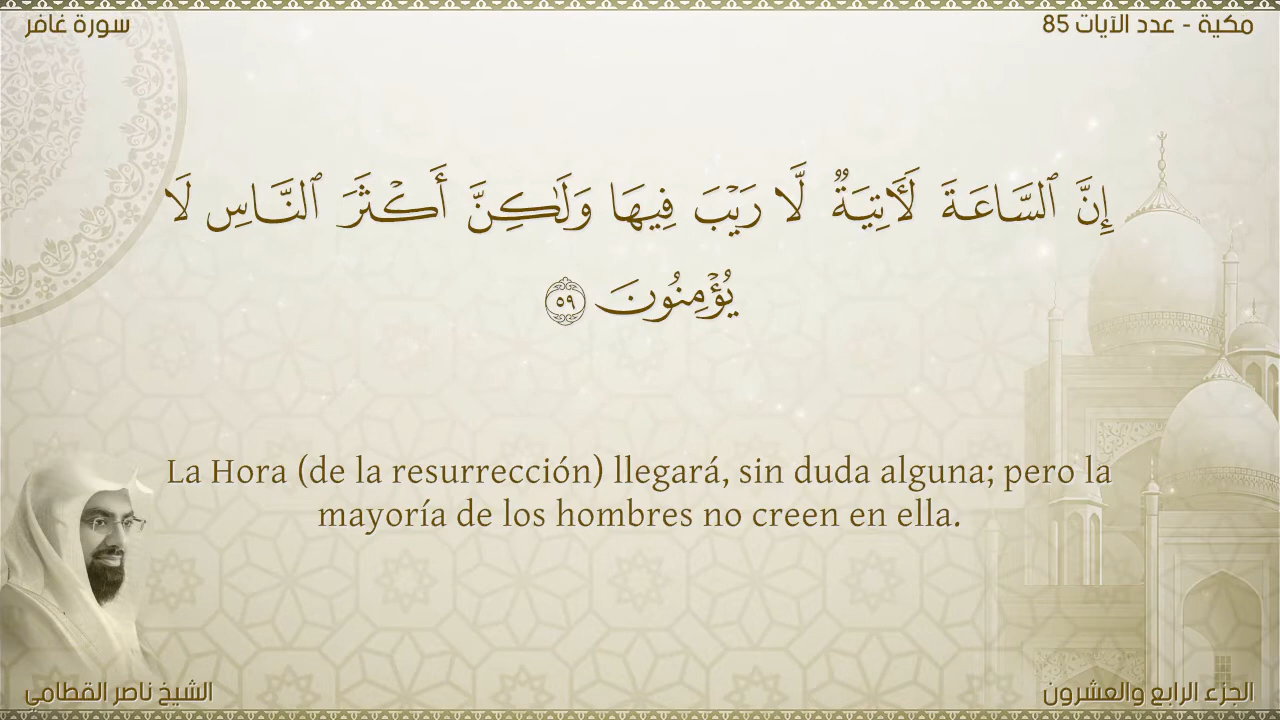 سورة غافر
مكية - عدد الآيات 85
إِنَّ ٱلسَّاعَةَ لَـَٔاتِيَةٌ لَّا رَيْبَ فِيهَا وَلَـٰكِنَّ أَكْثَرَ ٱلنَّاسِ لَا
يُؤْمِنُونَ ٥٩
La Hora (de la resurrección) llegará, sin duda alguna; pero la
mayoría de los hombres no creen en ella.
الشيخ ناصر القطامي
الجزء الرابع والعشرون